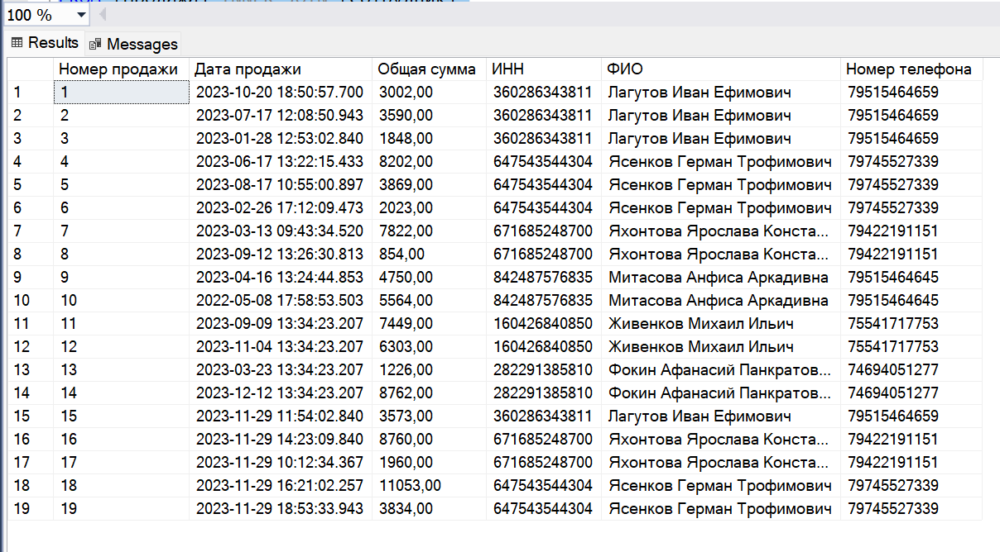 100 %
Results Messages
Номер продажи Дата продажи Общая сумма ИНН ФИО Номер телефона
1 1 2023-10-20 18:50:57.700 3002,00 360286343811 Лагутов Иван Ефимович 79515464659
2 2 2023-07-17 12:08:50.943 3590,00 360286343811 Лагутов Иван Ефимович 79515464659
3 3 2023-01-28 12:53:02.840 1848,00 360286343811 Лагутов Иван Ефимович 79515464659
4 4 2023-06-17 13:22:15.433 8202,00 647543544304 Ясенков Герман Трофимович 79745527339
5 5 2023-08-17 10:55:00.897 3869,00 647543544304 Ясенков Герман Трофимович 79745527339
6 6 2023-02-26 17:12:09.473 2023,00 647543544304 Ясенков Герман Трофимович 79745527339
7 7 2023-03-13 09:43:34.520 7822,00 671685248700 Яхонтова Ярослава Конста... 79422191151
8 8 2023-09-12 13:26:30.813 854,00 671685248700 Яхонтова Ярослава Конста... 79422191151
9 9 2023-04-16 13:24:44.853 4750,00 842487576835 Митасова Анфиса Аркадивна 79515464645
10 10 2022-05-08 17:58:53.503 5564,00 842487576835 Митасова Анфиса Аркадивна 79515464645
11 11 2023-09-09 13:34:23.207 7449,00 160426840850 Живенков Михаил Ильич 75541717753
12 12 2023-11-04 13:34:23.207 6303,00 160426840850 Живенков Михаил Ильич 75541717753
13 13 2023-03-23 13:34:23.207 1226,00 282291385810 Фокин Афанасий Панкратов... 74694051277
14 14 2023-12-12 13:34:23.207 8762,00 282291385810 Фокин Афанасий Панкратов... 74694051277
15 15 2023-11-29 11:54:02.840 3573,00 360286343811 Лагутов Иван Ефимович 79515464659
16 16 2023-11-29 14:23:09.840 8760,00 671685248700 Яхонтова Ярослава Конста... 79422191151
17 17 2023-11-29 10:12:34.367 1960,00 671685248700 Яхонтова Ярослава Конста... 79422191151
18 18 2023-11-29 16:21:02.257 11053,00 647543544304 Ясенков Герман Трофимович 79745527339
19 19 2023-11-29 18:53:33.943 3834,00 647543544304 Ясенков Герман Трофимович 79745527339